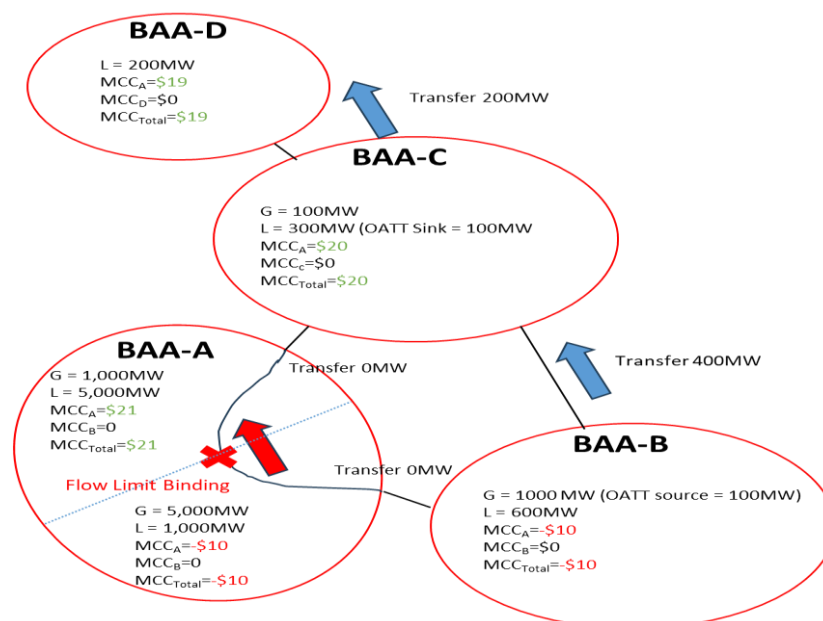 BAA-D
L = 200MW
MCCA=$19
MCCD=$0
MCCTotal=$19
Transfer 200MW
BAA-C
G = 100MW
L = 300MW (OATT Sink = 100MW
MCCA=$20
MCCc=$0
MCCTotal=$20
BAA-A
G = 1,000MW
L = 5,000MW
MCCA=$21
MCCB=0
MCCTotal=$21
Transfer 0MW
Flow Limit Binding
G = 5,000MW
L = 1,000MW
MCCA=-$10
MCCB=0
MCCTotal=-$10
Transfer 0MW
Transfer 400MW
BAA-B
G = 1000 MW (OATT source = 100MW)
L = 600MW
MCCA=-$10
MCCB=$0
MCCTotal=-$10